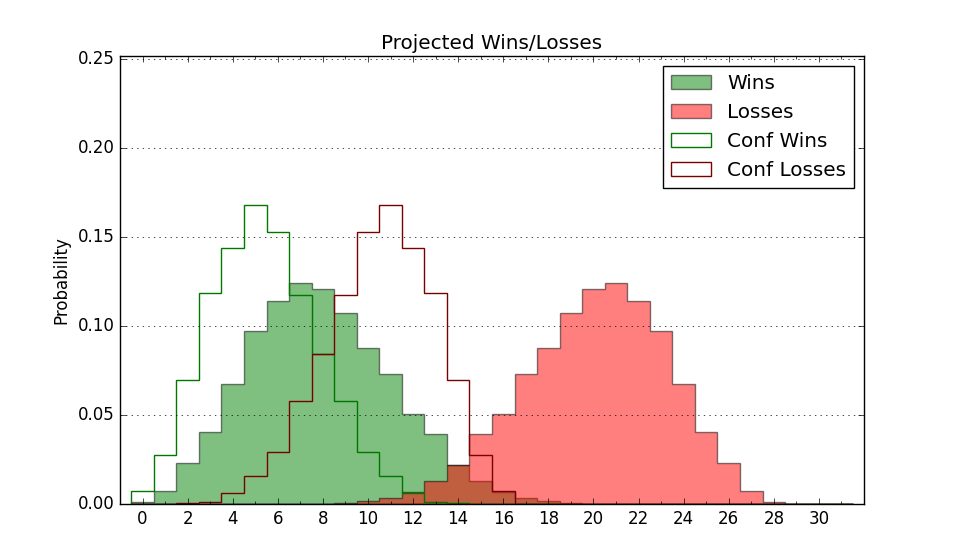 Projected Wins/Losses
0.25
0.20
0.15
0.10
0.05
0.00
Probability
Wins
Losses
Conf Wins
Conf Losses
0 2 4 6 8 10 12 14 16 18 20 22 24 26 28 30